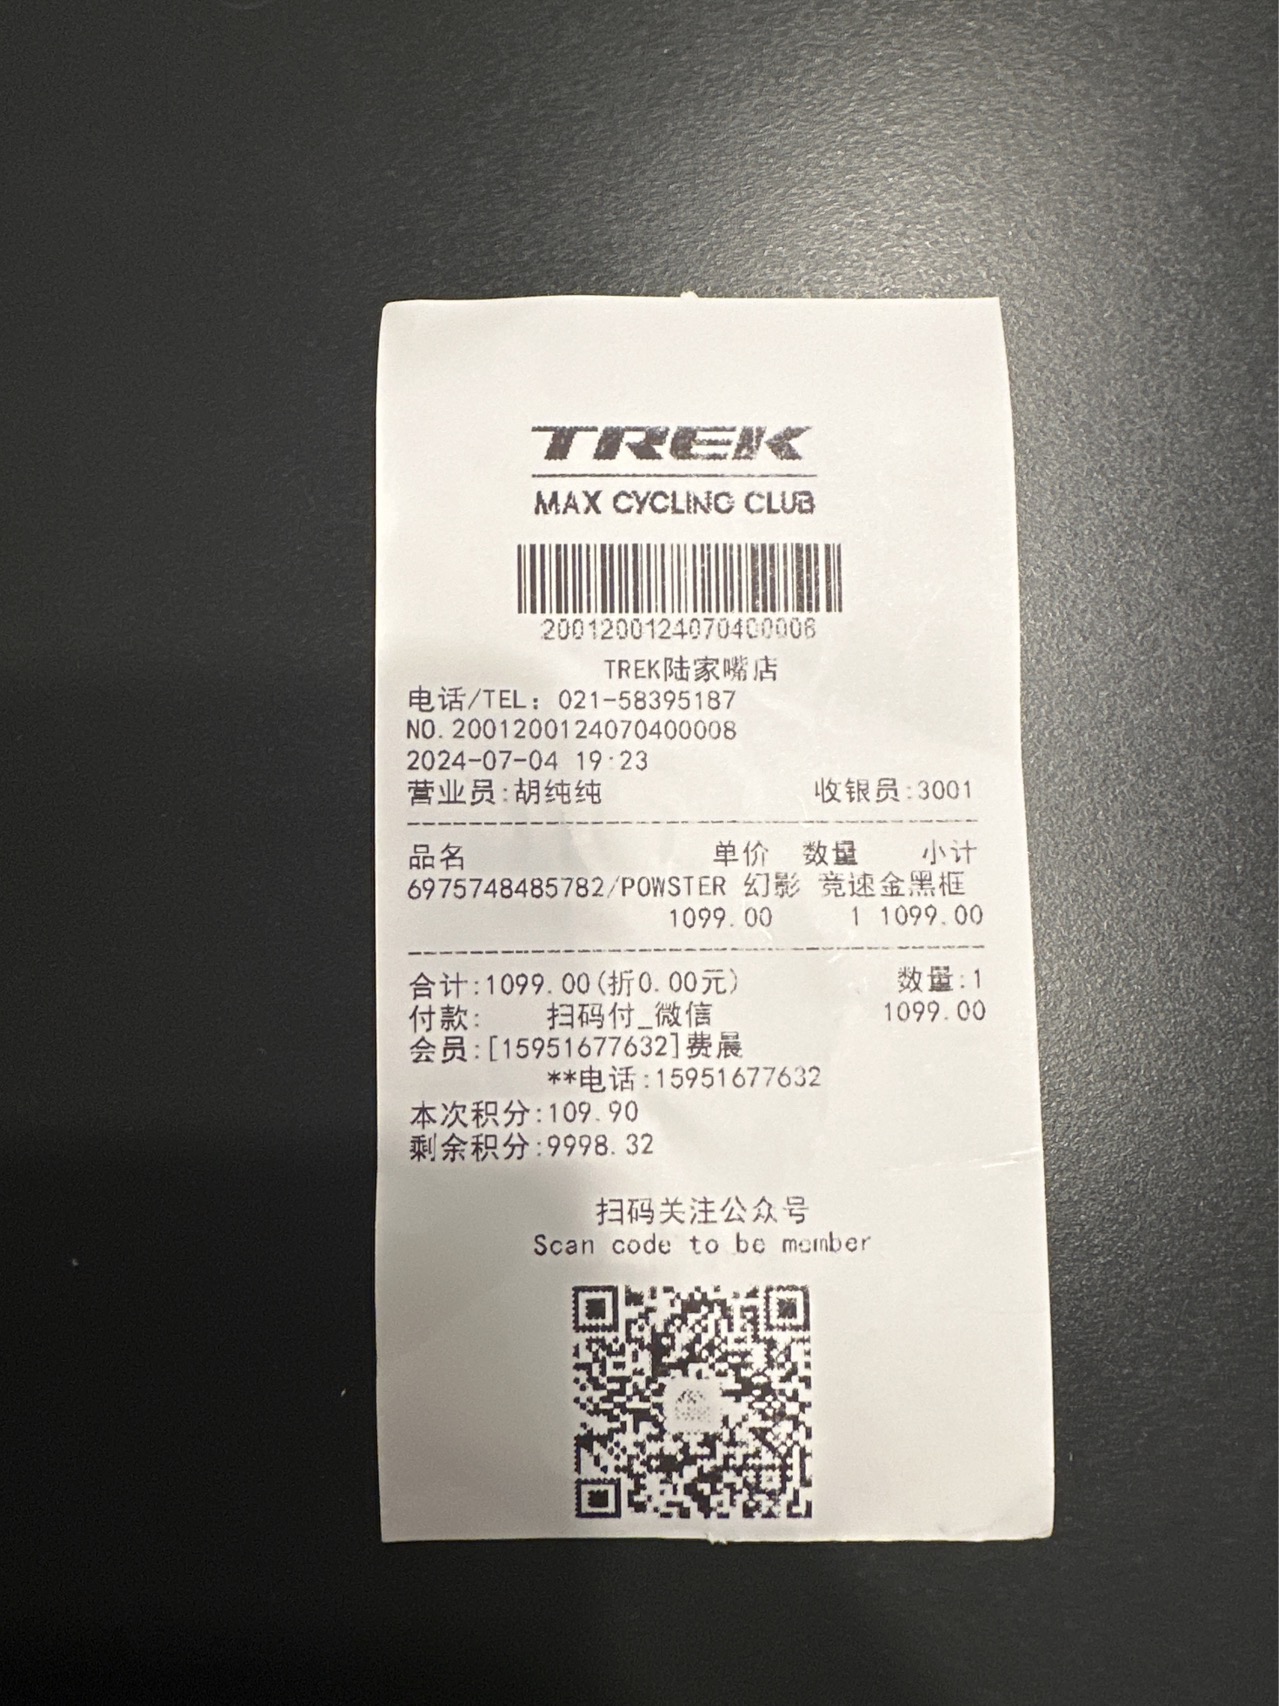 TREK
MAX CYCLING CLUB
2001200124070400008
TREK陆家嘴店
电话/TEL：021-58395187
NO.2001200124070400008
2024-07-04 19:23
营业员:胡纯纯 收银员:3001
品名 单价 数量 小计
6975748485782/POWSTER 幻影 竞速金黑框
1099.00 1 1099.00
合计:1099.00(折0.00元) 数量:1
付款: 扫码付_微信 1099.00
会员:[15951677632]费晨
**电话:15951677632
本次积分:109.90
剩余积分:9998.32
扫码关注公众号
Scan code to be member